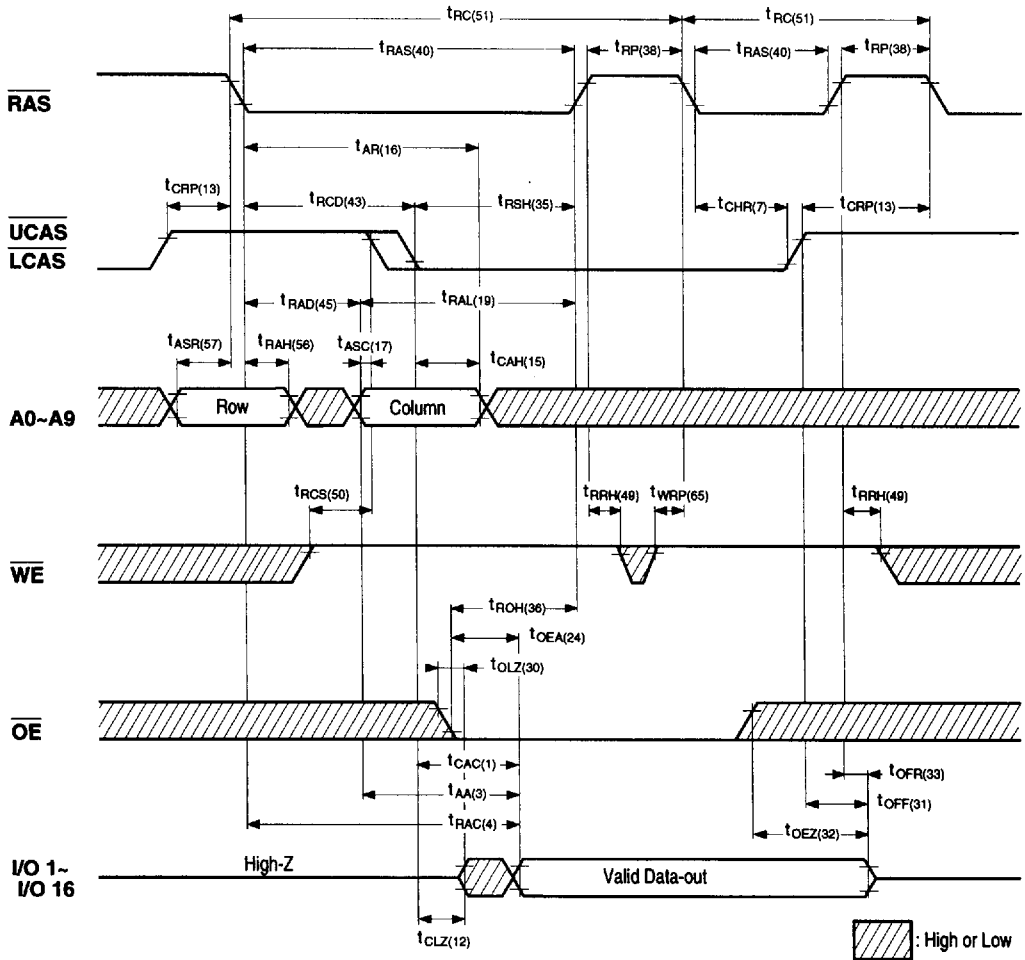 tRC(51) tRC(51)
tRAS(40) tRP(38) tRAS(40) tRP(38)
RAS
tAR(16)
tCRP(13) tRCD(43) tRSH(35) tCHR(7) tCRP(13)
UCAS
LCAS
tRAD(45) tRAL(19)
tASR(57) tRAH(56) tASC(17) tCAH(15)
A0~A9 Row Column
tRCS(50) tRRH(49) tWRP(65) tRRH(49)
WE
tROH(36)
tOEA(24)
tOLZ(30)
OE
tCAC(1) tOFR(33)
tAA(3) tOFF(31)
tRAC(4) tOEZ(32)
I/O 1~ High-Z Valid Data-out
I/O 16
tCLZ(12)
: High or Low